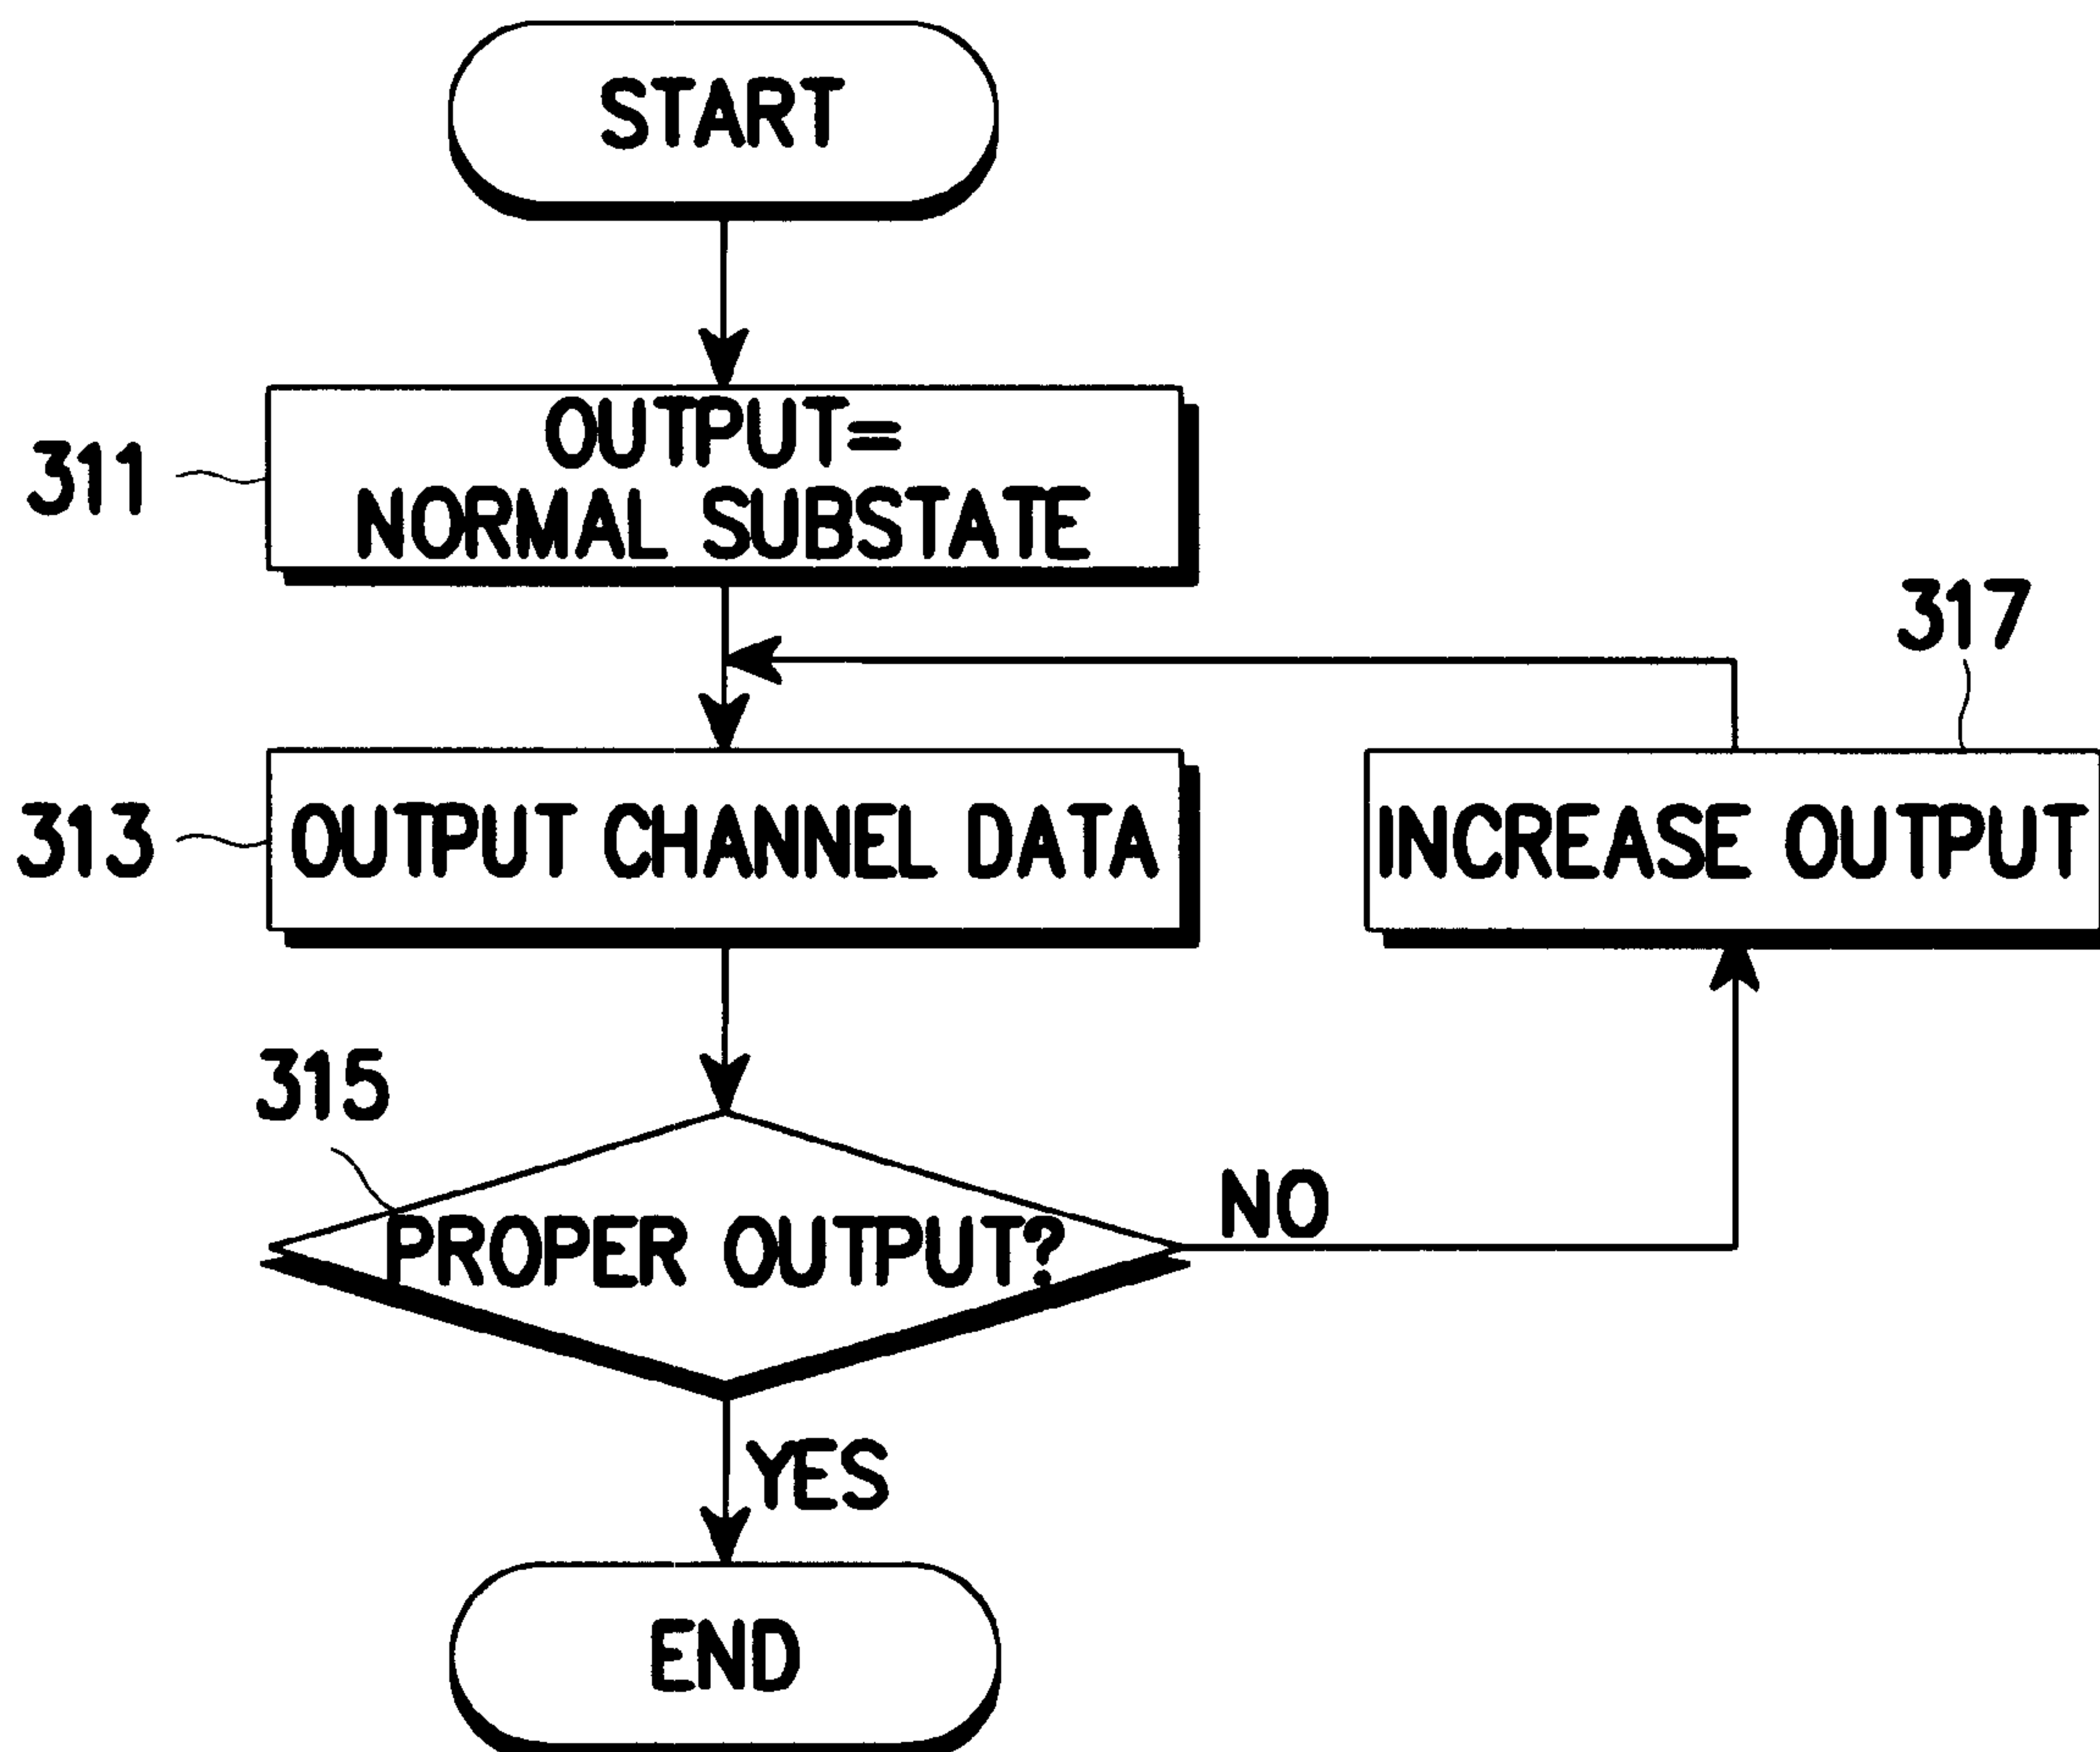 START
311
OUTPUT=
NORMAL SUBSTATE
317
313
OUTPUT CHANNEL DATA
INCREASE OUTPUT
315
PROPER OUTPUT?
NO
YES
END